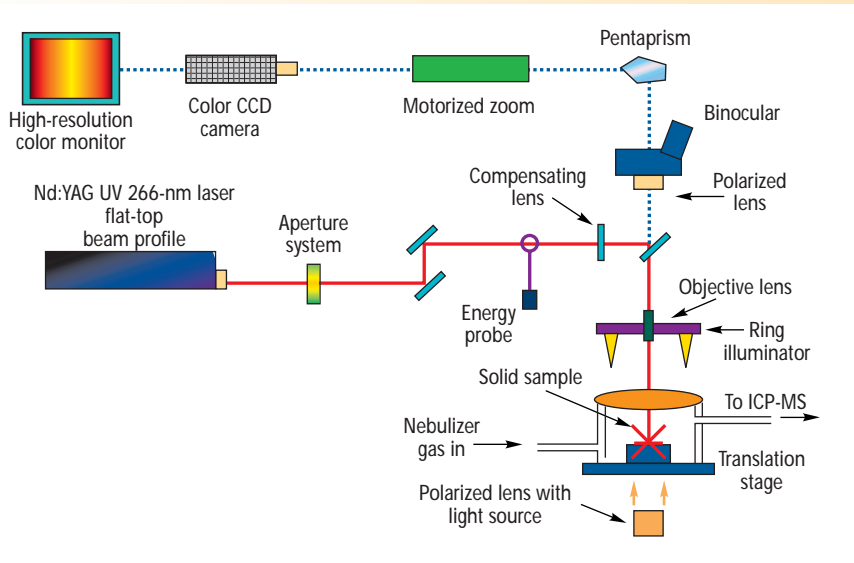 Pentaprism
High-resolution
color monitor
Color CCD
camera
Motorized zoom
Binocular
Compensating
lens
Polarized
lens
Nd:YAG UV 266-nm laser
flat-top
beam profile
Aperture
system
Energy
probe
Objective lens
Ring
illuminator
Solid sample
To ICP-MS
Nebulizer
gas in
Translation
stage
Polarized lens with
light source